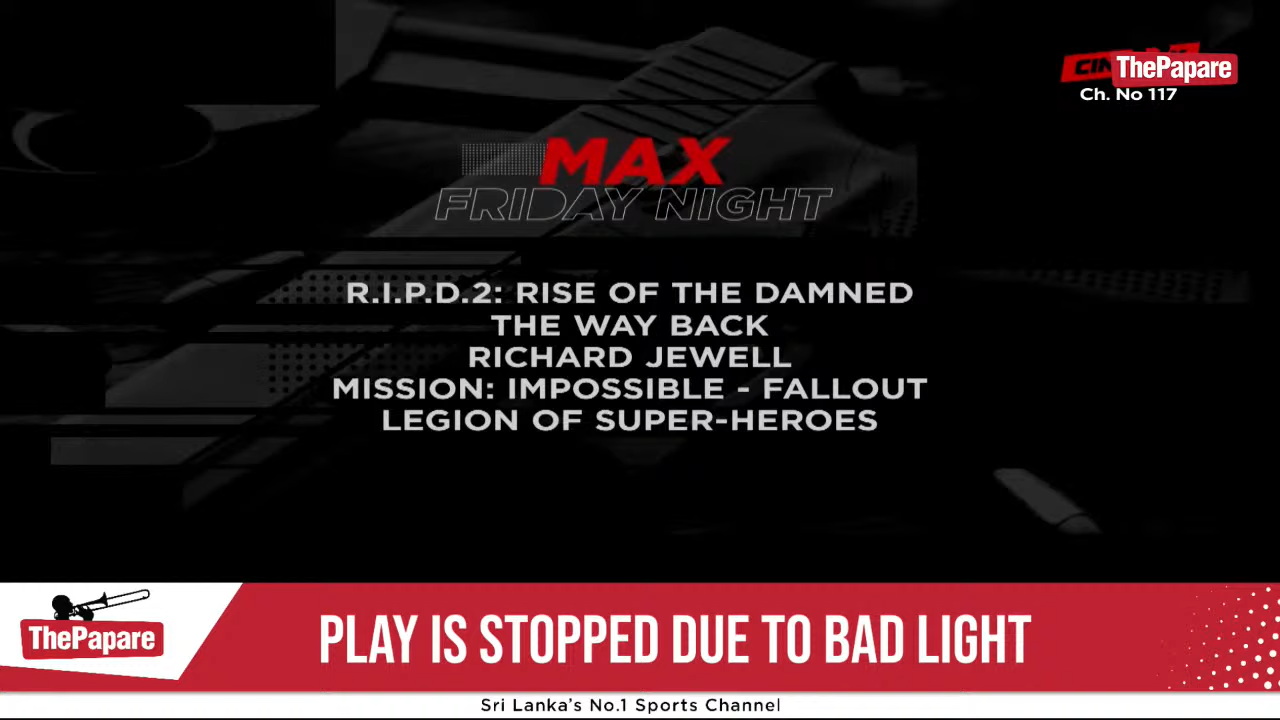 ThePapare
Ch. No 117
MAX
FRIDAY NIGHT
R.I.P.D.2: RISE OF THE DAMNED
THE WAY BACK
RICHARD JEWELL
MISSION: IMPOSSIBLE - FALLOUT
LEGION OF SUPER-HEROES
ThePapare
PLAY IS STOPPED DUE TO BAD LIGHT
Sri Lanka's No.1 Sports Channel